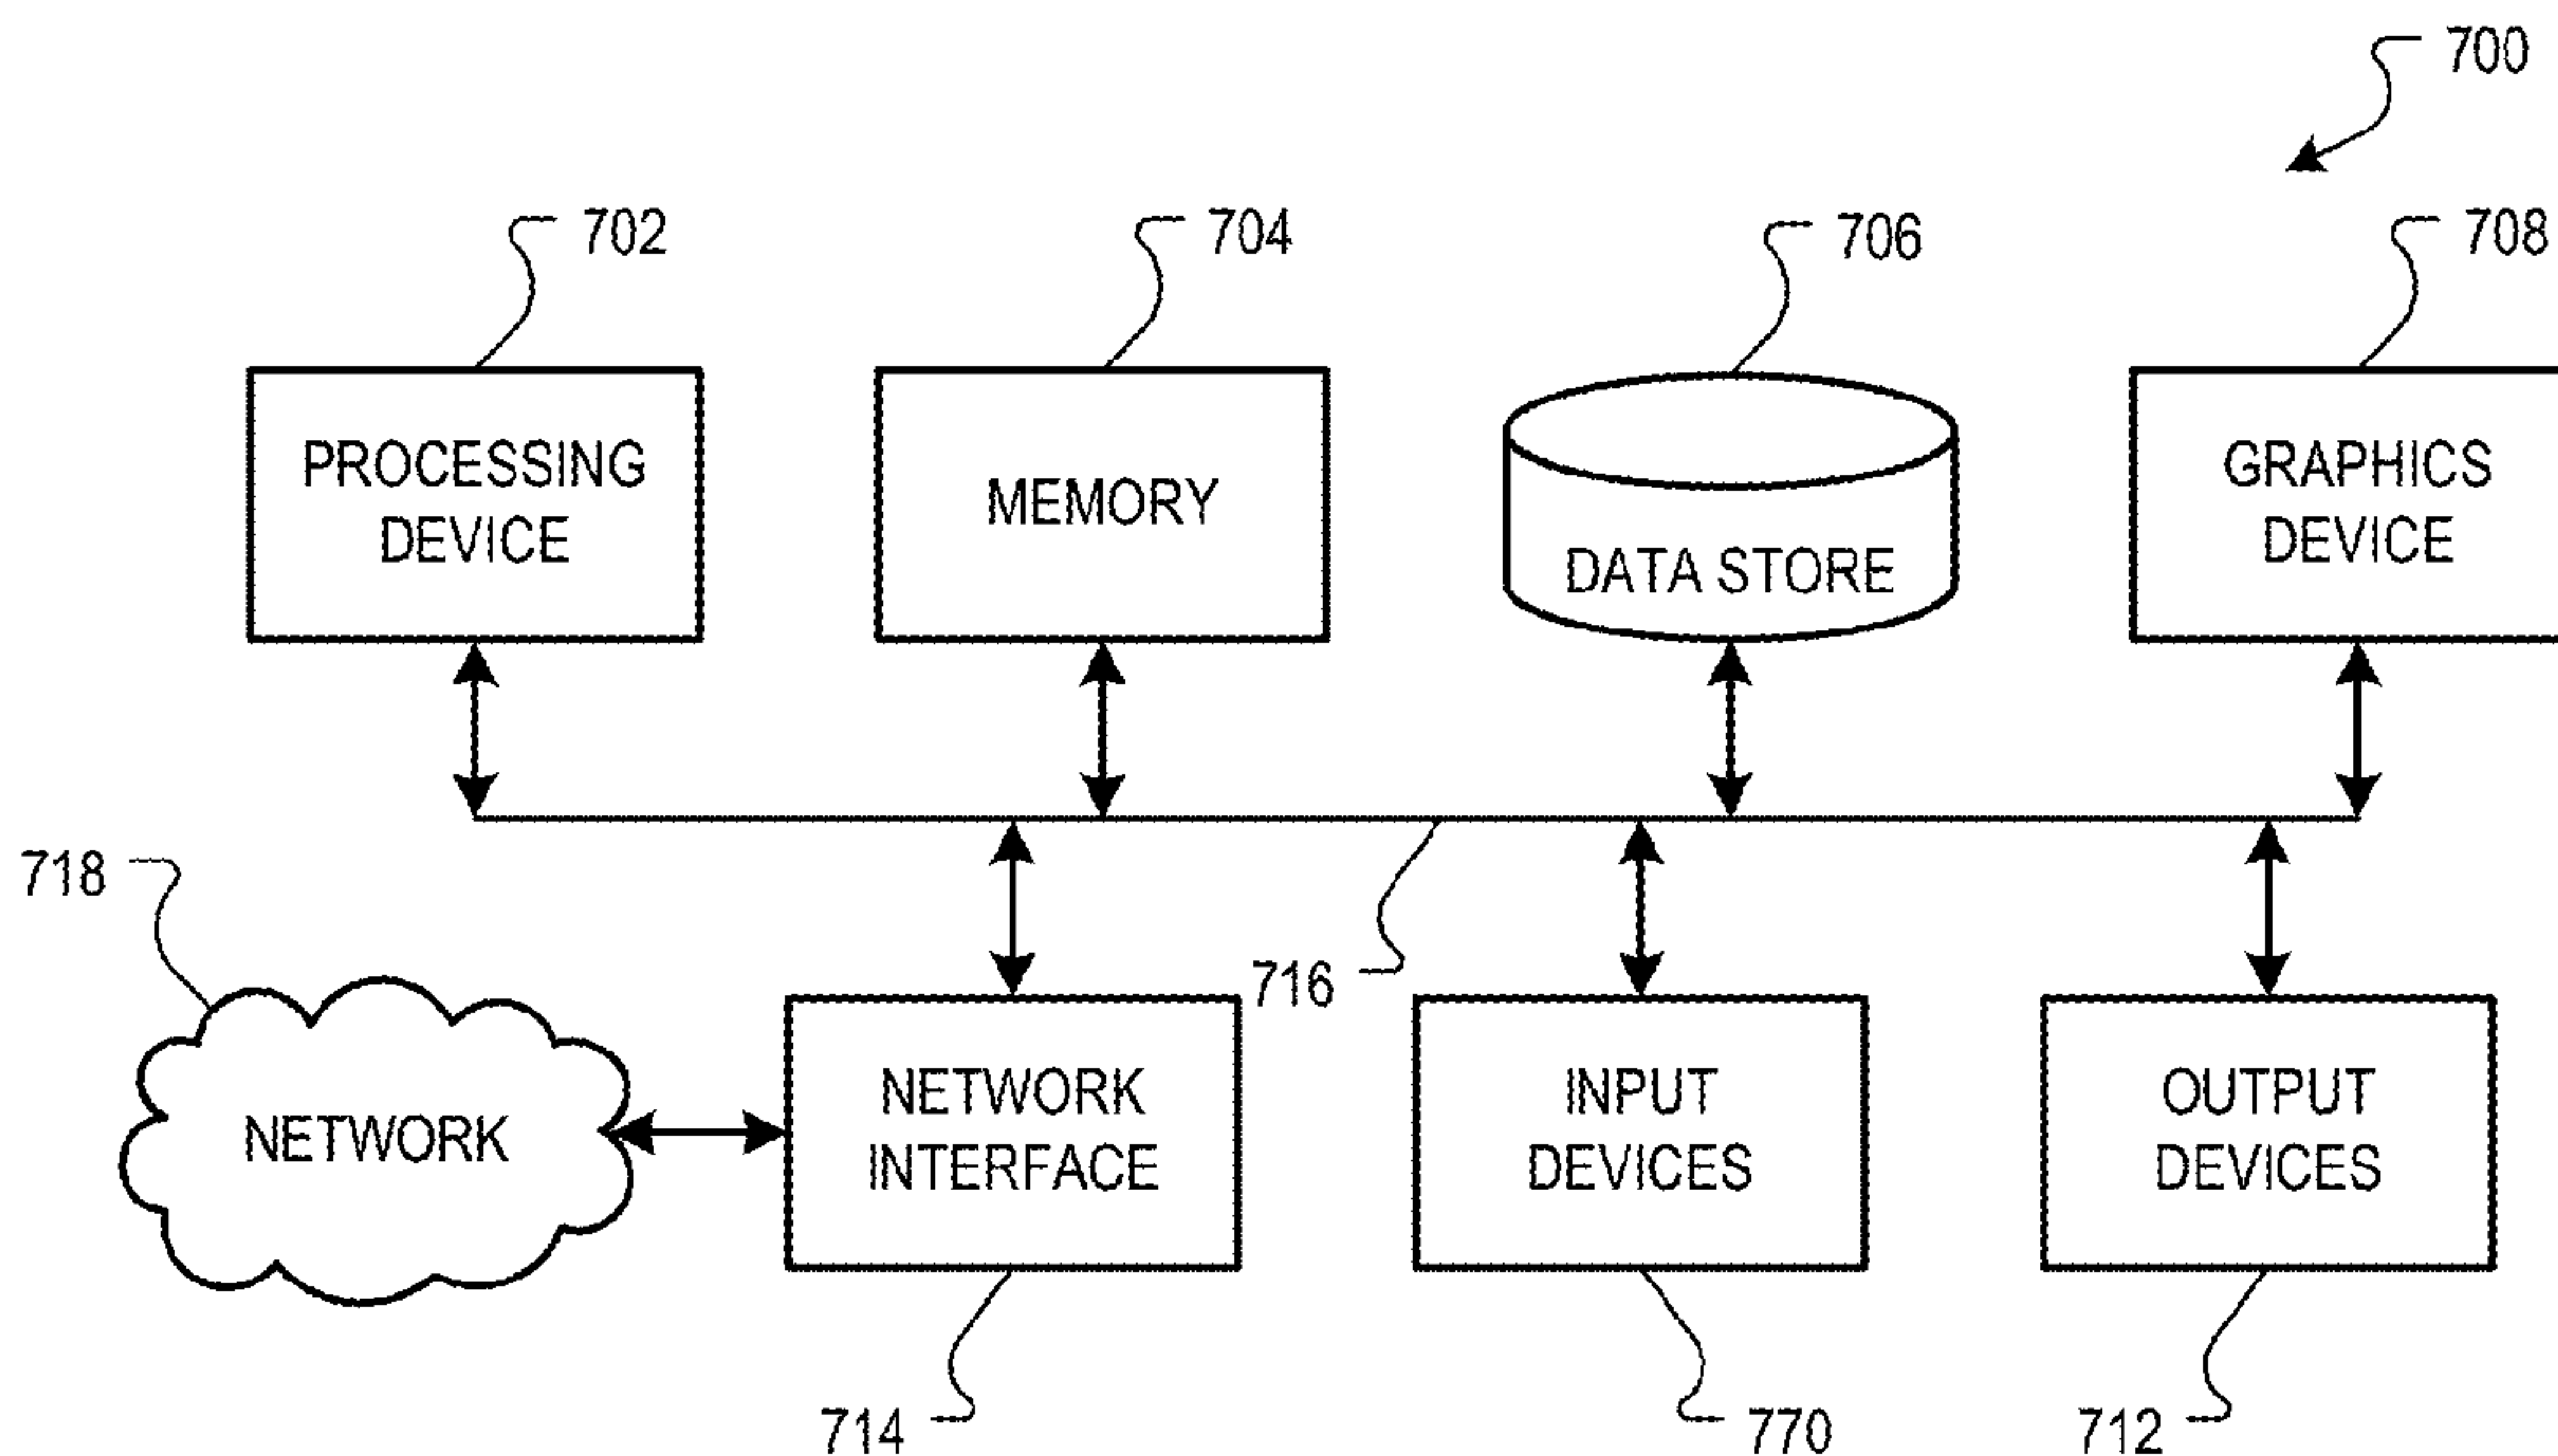 700
702
704
706
708
PROCESSING
DEVICE
MEMORY
DATA STORE
GRAPHICS
DEVICE
718
716
NETWORK
NETWORK
INTERFACE
INPUT
DEVICES
OUTPUT
DEVICES
714
770
712